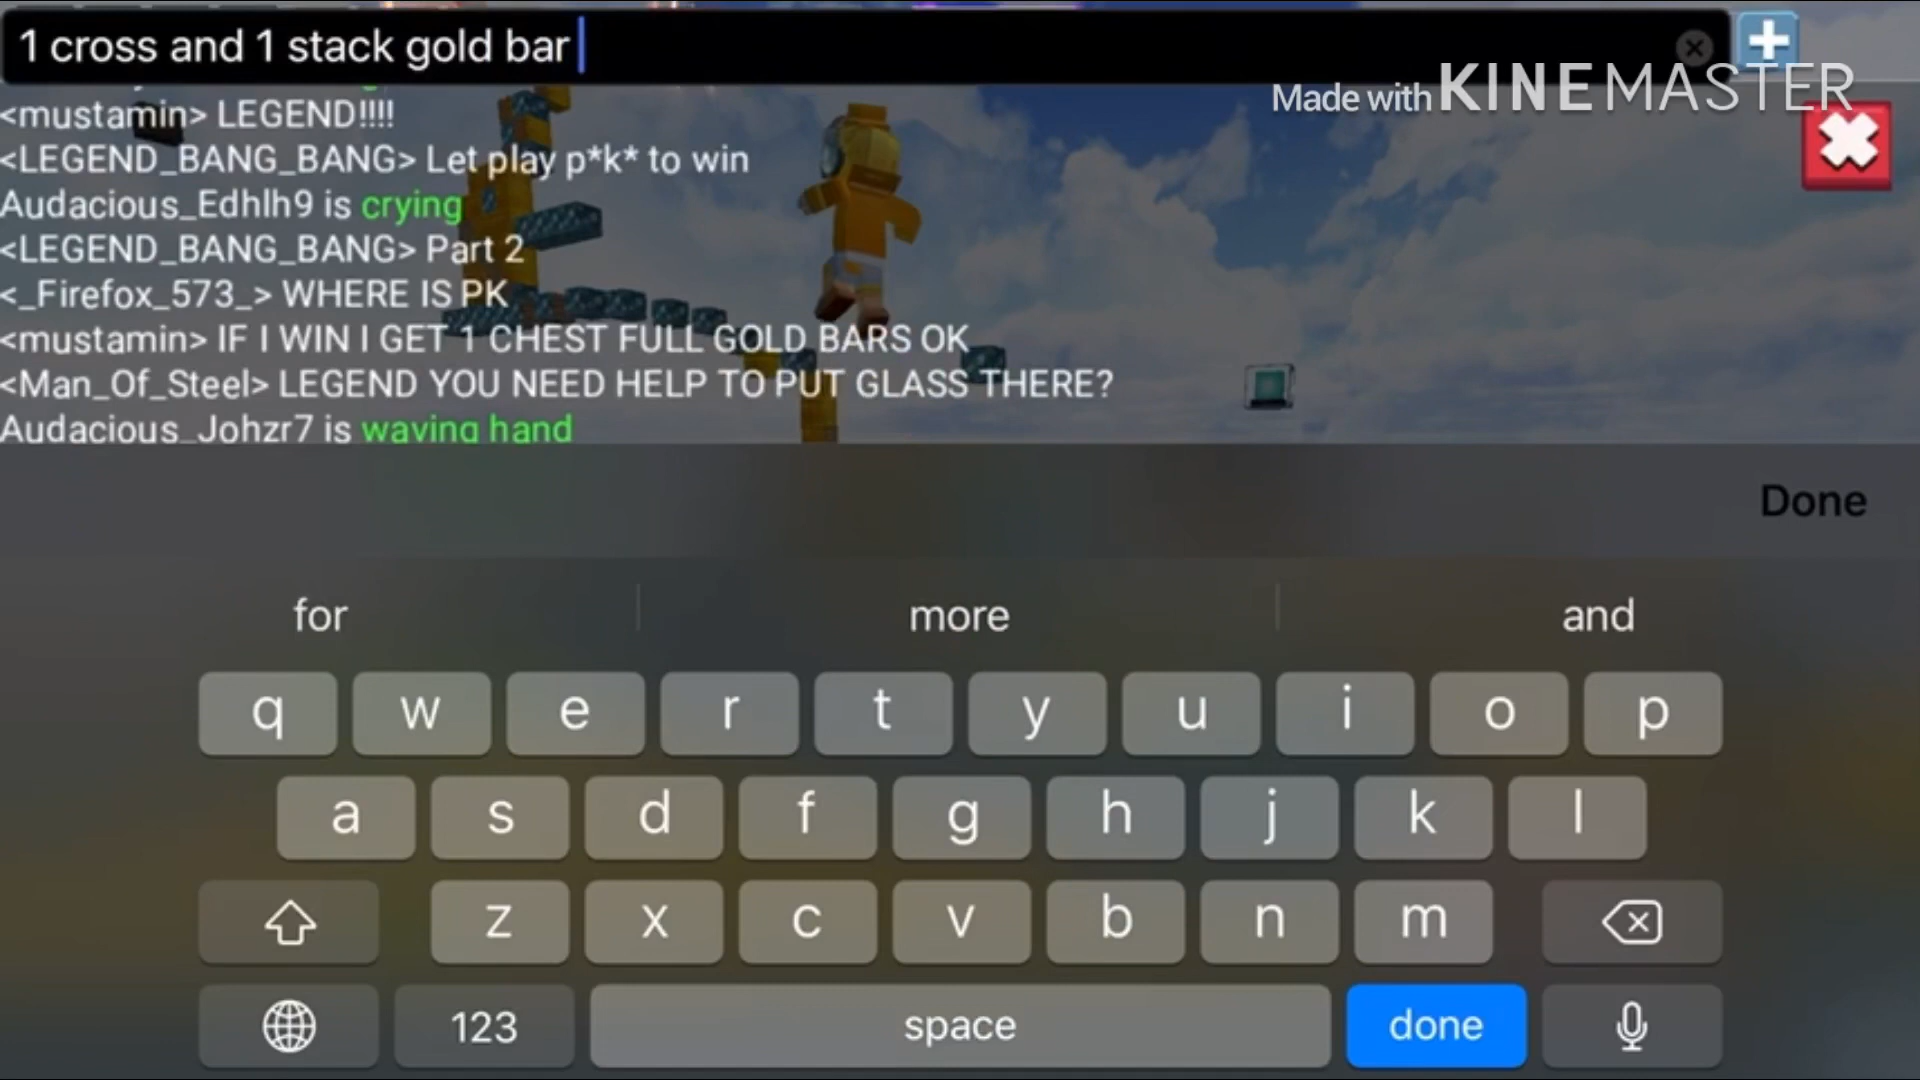 1 cross and 1 stack gold bar
Made with KINEMASTER
<mustamin> LEGEND!!!!
<LEGEND_BANG_BANG> Let play p*k* to win
Audacious_Edhlh9 is crying
<LEGEND_BANG_BANG> Part 2
<_Firefox_573_> WHERE IS PK
<mustamin> IF I WIN I GET 1 CHEST FULL GOLD BARS OK
<Man_Of_Steel> LEGEND YOU NEED HELP TO PUT GLASS THERE?
Audacious_Johzr7 is waving hand
Done
for more and
q w e r t y u i o p
a s d f g h j k l
z x c v b n m
123 space done